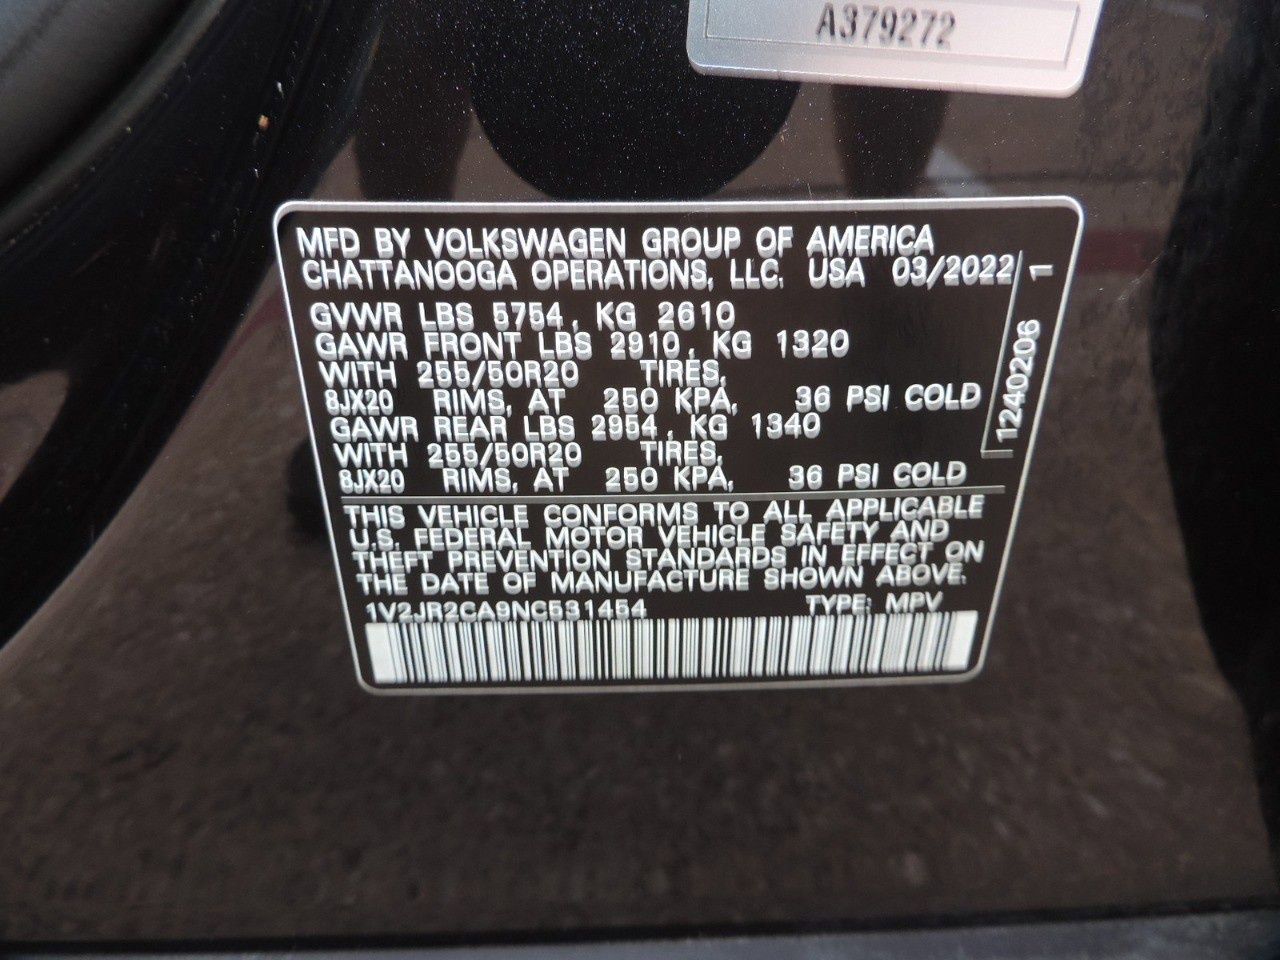 A379272
MFD BY VOLKSWAGEN GROUP OF AMERICA
CHATTANOOGA OPERATIONS, LLC. USA 03/2022
GVWR LBS 5754, KG 2610
GAWR FRONT LBS 2910, KG 1320
WITH 255/50R20 TIRES,
8JX20 RIMS, AT 250 KPA, 36 PSI COLD
GAWR REAR LBS 2954, KG 1340
WITH 255/50R20 TIRES,
8JX20 RIMS, AT 250 KPA, 36 PSI COLD
1240206 1
THIS VEHICLE CONFORMS TO ALL APPLICABLE
U.S. FEDERAL MOTOR VEHICLE SAFETY AND
THEFT PREVENTION STANDARDS IN EFFECT ON
THE DATE OF MANUFACTURE SHOWN ABOVE.
1V2JR2CA9NC531454 TYPE: MPV